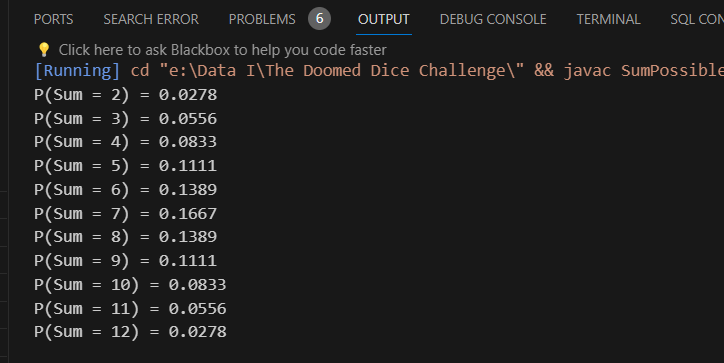 PORTS SEARCH ERROR PROBLEMS 6 OUTPUT DEBUG CONSOLE TERMINAL SQL CON
💡 Click here to ask Blackbox to help you code faster
[Running] cd "e:\Data I\The Doomed Dice Challenge\" && javac SumPossible
P(Sum = 2) = 0.0278
P(Sum = 3) = 0.0556
P(Sum = 4) = 0.0833
P(Sum = 5) = 0.1111
P(Sum = 6) = 0.1389
P(Sum = 7) = 0.1667
P(Sum = 8) = 0.1389
P(Sum = 9) = 0.1111
P(Sum = 10) = 0.0833
P(Sum = 11) = 0.0556
P(Sum = 12) = 0.0278